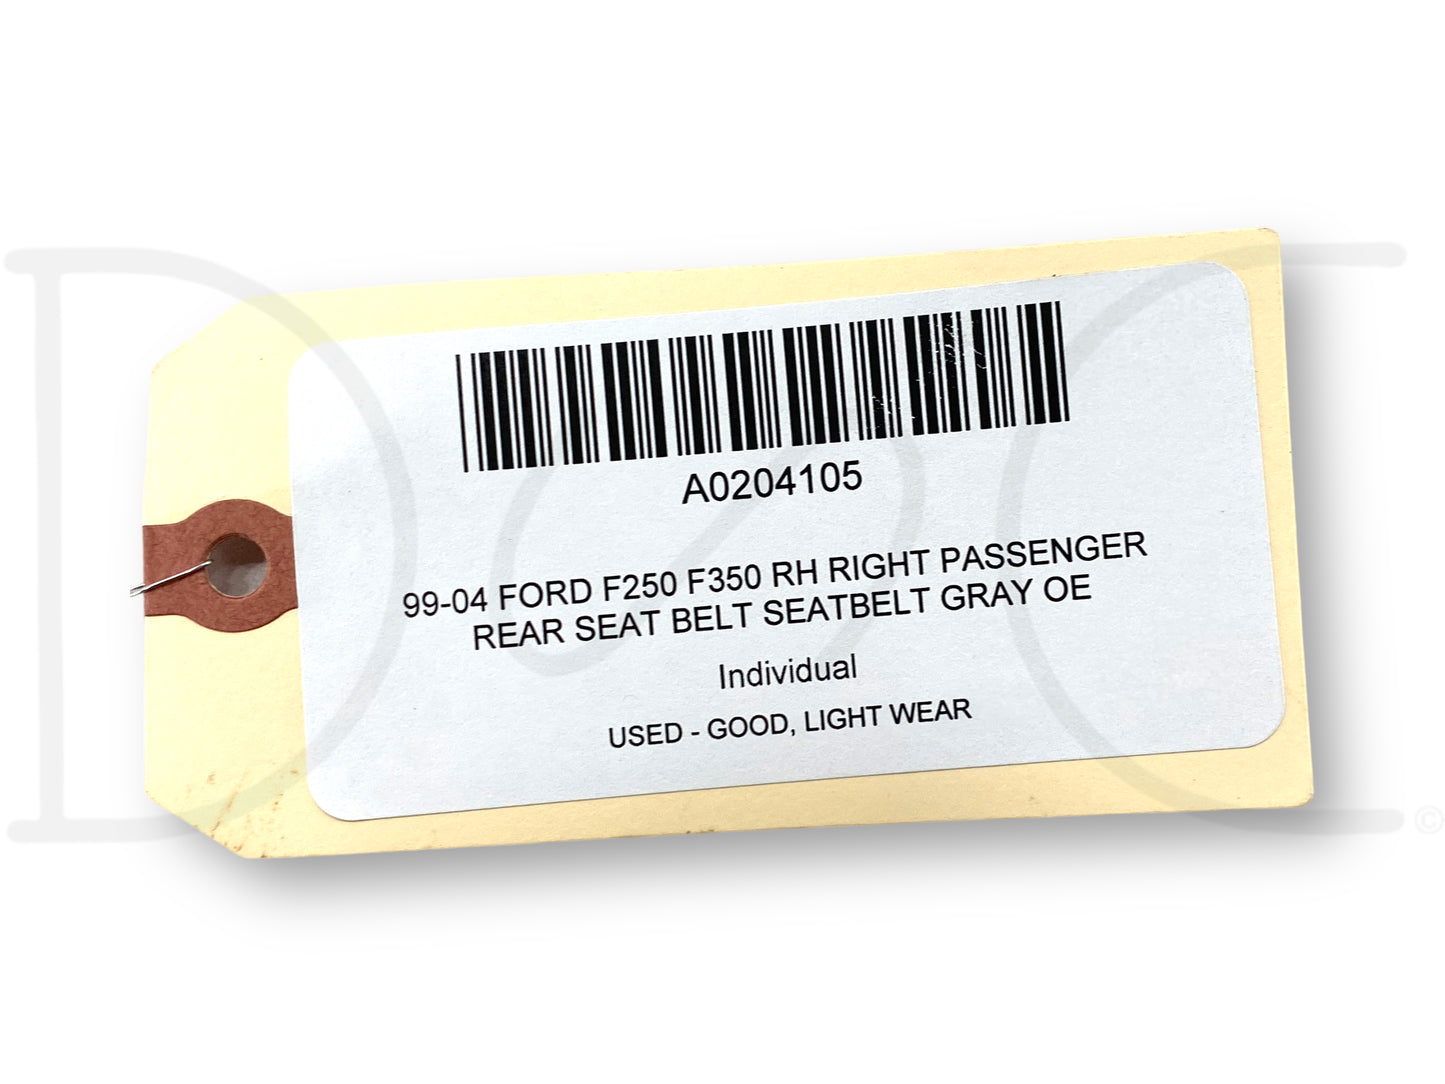 A0204105
99-04 FORD F250 F350 RH RIGHT PASSENGER
REAR SEAT BELT SEATBELT GRAY OE
Individual
USED - GOOD, LIGHT WEAR
D C
©